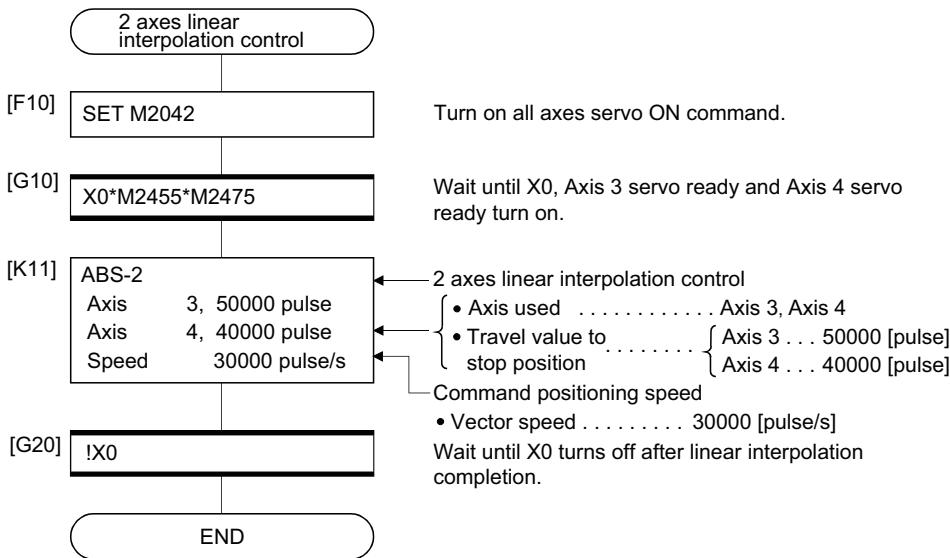 2 axes linear
interpolation control
[F10]
SET M2042
Turn on all axes servo ON command.
[G10]
X0*M2455*M2475
Wait until X0, Axis 3 servo ready and Axis 4 servo
ready turn on.
[K11]
ABS-2
Axis 3, 50000 pulse
Axis 4, 40000 pulse
Speed 30000 pulse/s
2 axes linear interpolation control
• Axis used . . . . . . . . . . . . Axis 3, Axis 4
• Travel value to
stop position . . . . . . . .
Axis 3 . . . 50000 [pulse]
Axis 4 . . . 40000 [pulse]
Command positioning speed
• Vector speed . . . . . . . . . 30000 [pulse/s]
[G20]
!X0
Wait until X0 turns off after linear interpolation
completion.
END